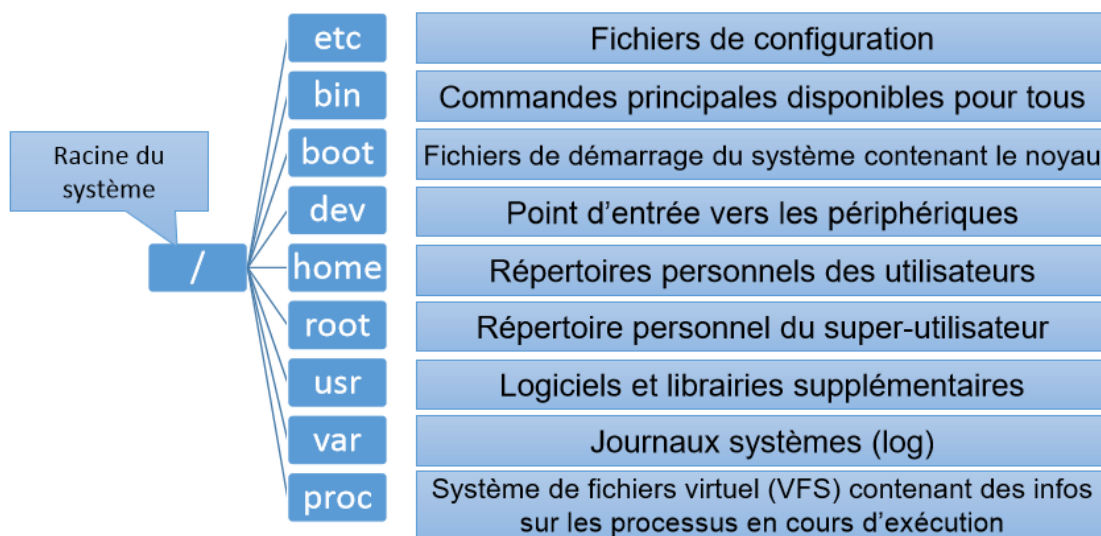 etc
Fichiers de configuration
bin
Commandes principales disponibles pour tous
Racine du
système
boot
Fichiers de démarrage du système contenant le noyau
dev
Point d’entrée vers les périphériques
/
home
Répertoires personnels des utilisateurs
root
Répertoire personnel du super-utilisateur
usr
Logiciels et librairies supplémentaires
var
Journaux systèmes (log)
proc
Système de fichiers virtuel (VFS) contenant des infos
sur les processus en cours d’exécution